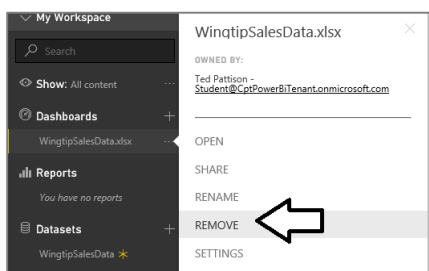 My Workspace
Search
Show: All content ...
Dashboards +
WingtipSalesData.xlsx ...
Reports
You have no reports
Datasets +
WingtipSalesData
WingtipSalesData.xlsx
OWNED BY:
Ted Pattison -
Student@CptPowerBiTenant.onmicrosoft.com
OPEN
SHARE
RENAME
REMOVE
SETTINGS